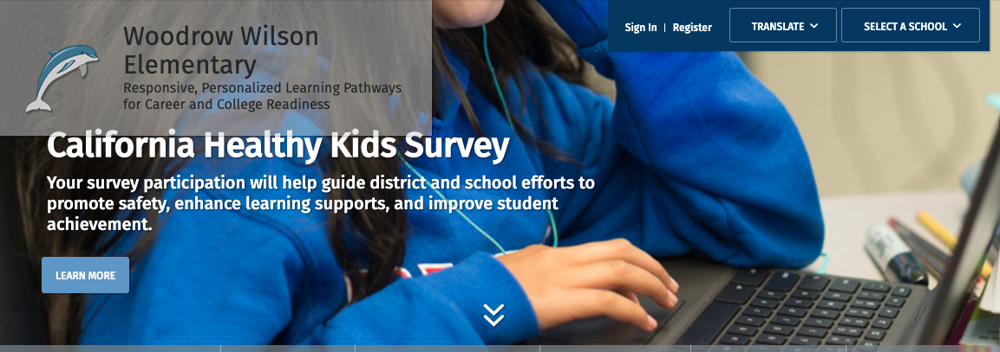 Woodrow Wilson
Elementary
Responsive, Personalized Learning Pathways
for Career and College Readiness
Sign In | Register
TRANSLATE
SELECT A SCHOOL
California Healthy Kids Survey
Your survey participation will help guide district and school efforts to
promote safety, enhance learning supports, and improve student
achievement.
LEARN MORE